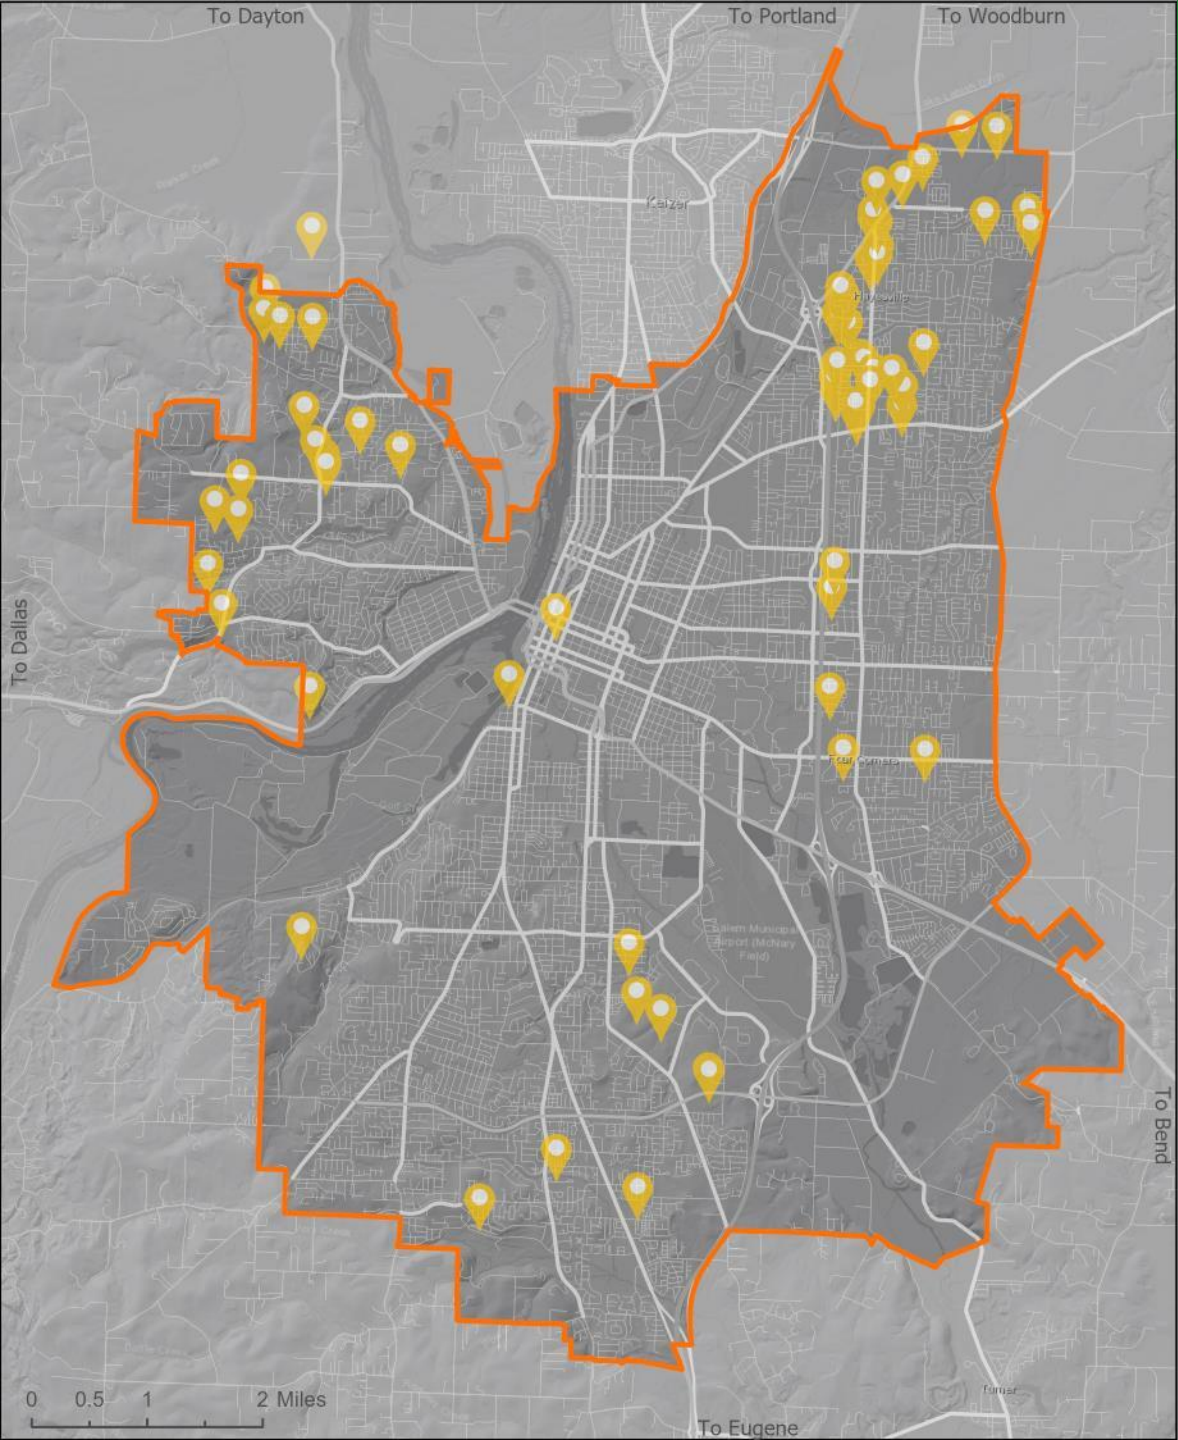 To Dayton
To Portland
To Woodburn
Keizer
Hayesville
To Dallas
Four Corners
Salem Municipal
Airport (McNary
Field)
To Bend
0 0.5 1 2 Miles
Turner
To Eugene